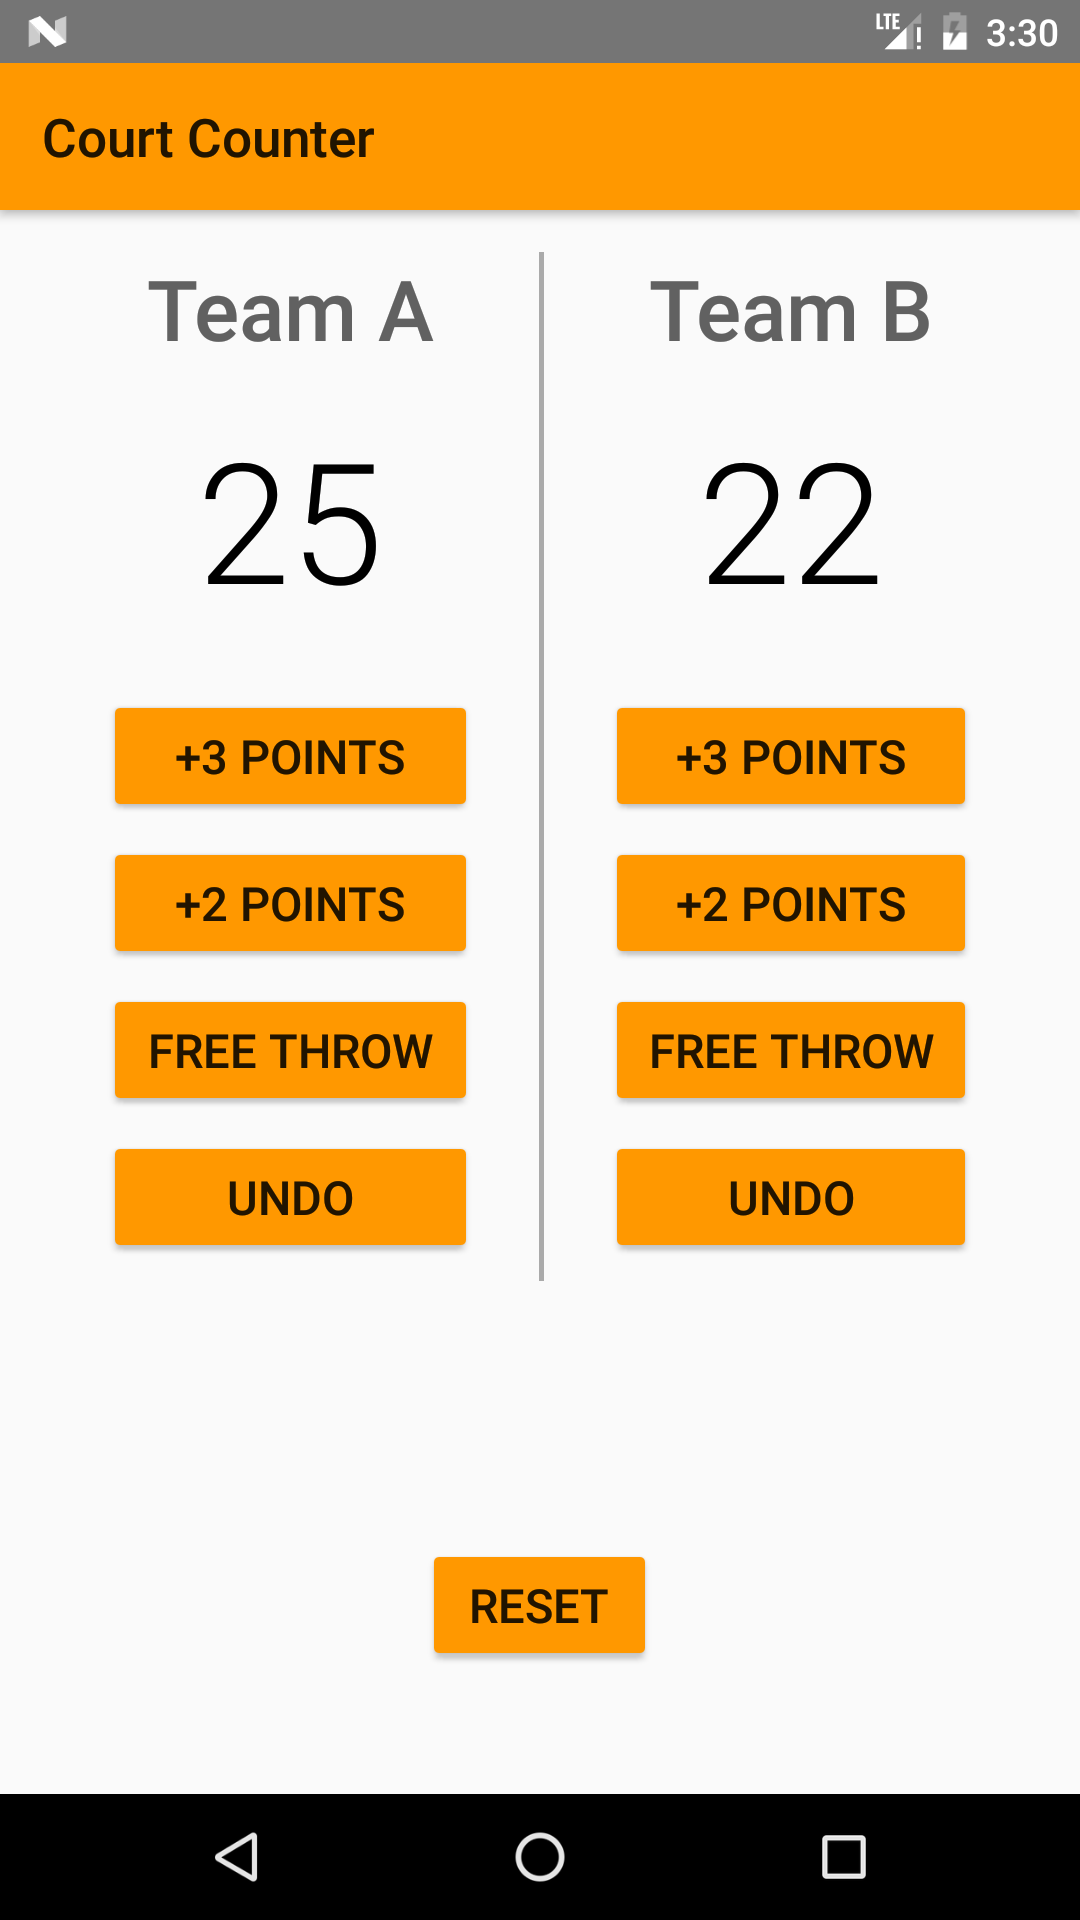 LTE 3:30
Court Counter
Team A
25
+3 POINTS
+2 POINTS
FREE THROW
UNDO
Team B
22
+3 POINTS
+2 POINTS
FREE THROW
UNDO
RESET